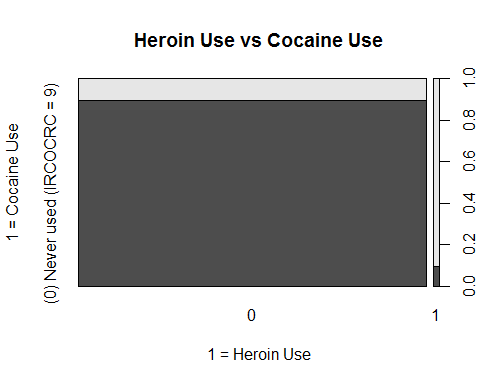 Heroin Use vs Cocaine Use
1 = Cocaine Use
(0) Never used (IRCOCRC = 9)
1.0
0.8
0.6
0.4
0.2
0.0
0
1
1 = Heroin Use